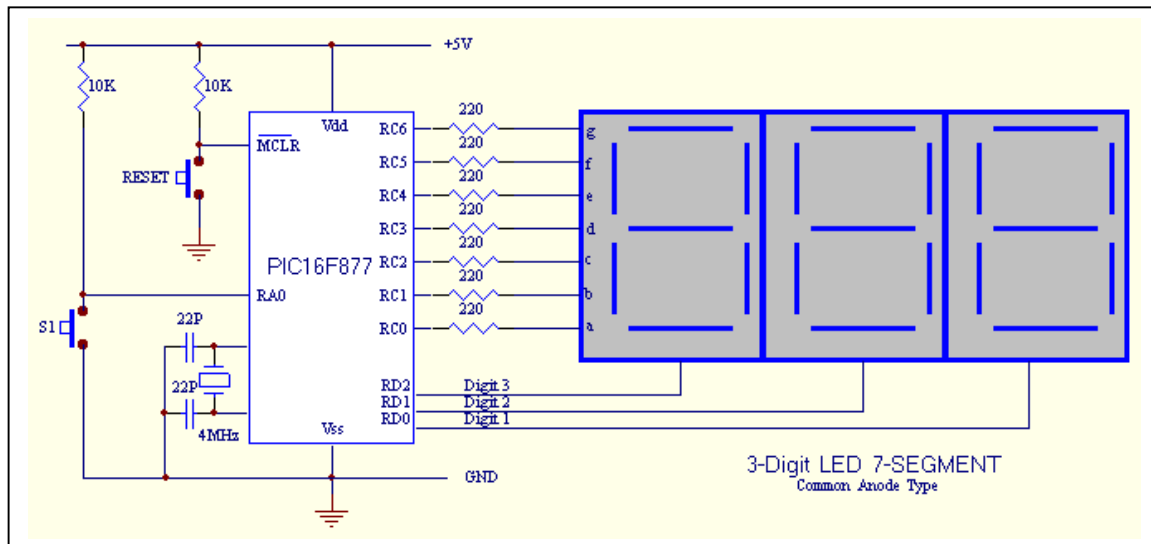 +5V
10K
10K
220
Vdd
RC6
g
MCLR
220
RC5
f
RESET
220
RC4
e
220
RC3
d
PIC16F877
220
RC2
c
220
RA0
RC1
b
S1
22P
220
RC0
a
22P
RD2
Digit 3
RD1
Digit 2
RD0
Digit 1
4MHz
Vss
GND
3-Digit LED 7-SEGMENT
Common Anode Type